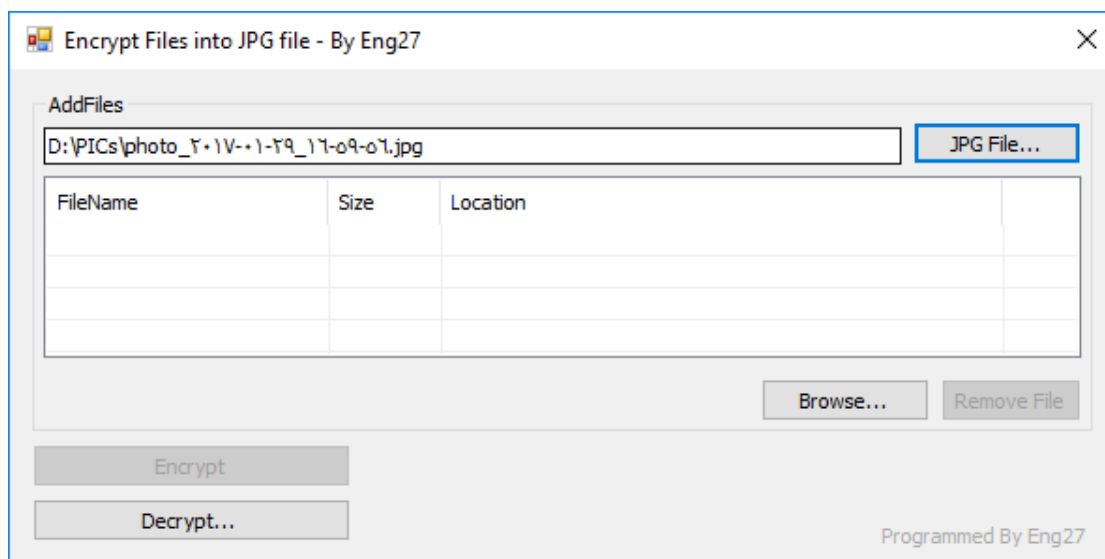 Encrypt Files into JPG file - By Eng27
AddFiles
D:\PICs\photo_٢٠١٧-٠١-٢٩_١٦-٥٩-٥٦.jpg
JPG File...
FileName Size Location
Browse... Remove File
Encrypt
Decrypt...
Programmed By Eng27